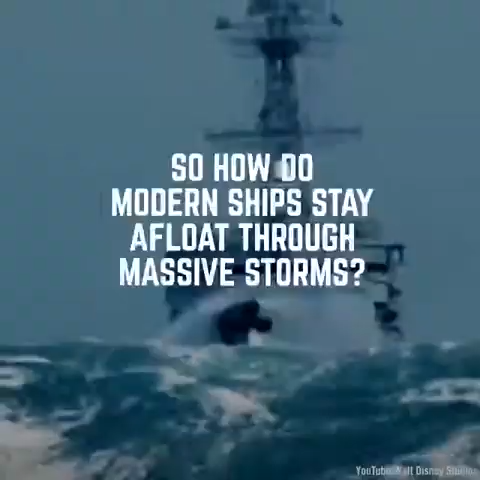 SO HOW DO
MODERN SHIPS STAY
AFLOAT THROUGH
MASSIVE STORMS?
YouTube/Walt Disney Studios